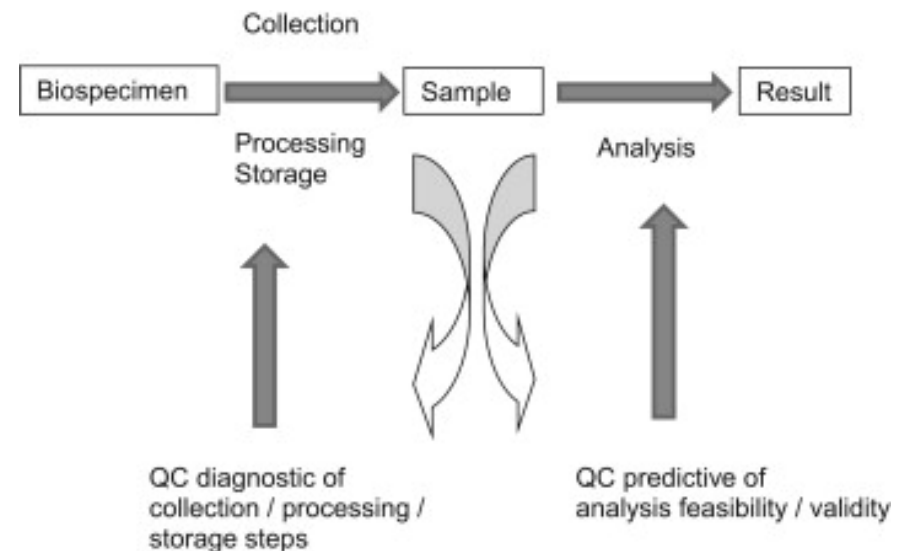 Collection
Biospecimen
Sample
Result
Processing
Storage
Analysis
QC diagnostic of
collection / processing /
storage steps
QC predictive of
analysis feasibility / validity